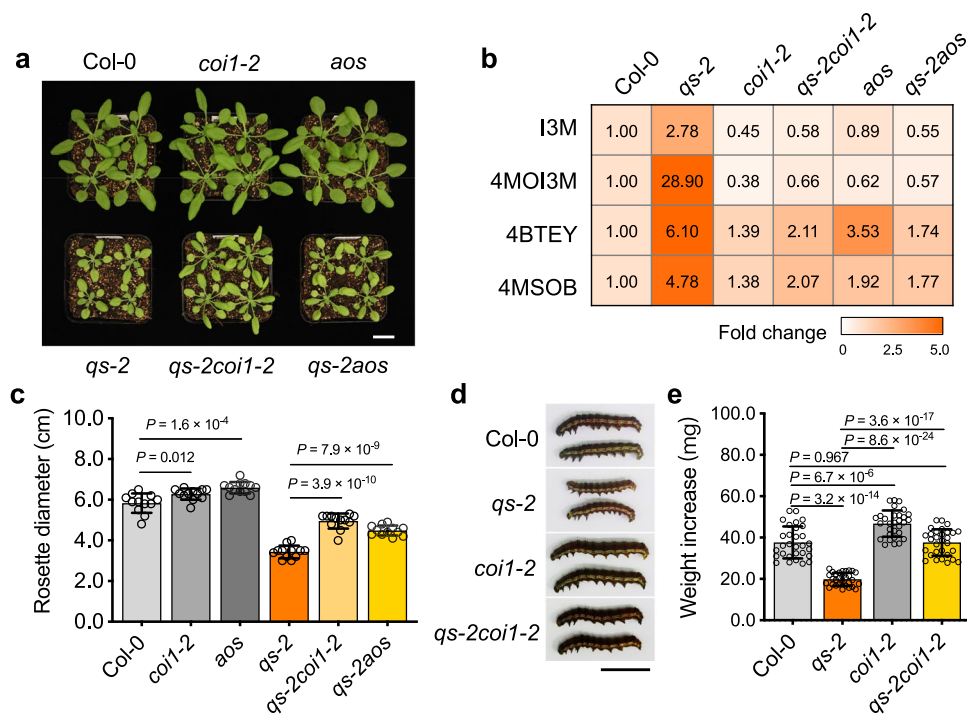 a
Col-0 coi1-2 aos
qs-2 qs-2coi1-2 qs-2aos
b
Col-0 qs-2 coi1-2 qs-2coi1-2 aos qs-2aos
I3M 1.00 2.78 0.45 0.58 0.89 0.55
4MOI3M 1.00 28.90 0.38 0.66 0.62 0.57
4BTEY 1.00 6.10 1.39 2.11 3.53 1.74
4MSOB 1.00 4.78 1.38 2.07 1.92 1.77
Fold change
0 2.5 5.0
c
Rosette diameter (cm)
10.0
8.0
6.0
4.0
2.0
0.0
P = 1.6 × 10-4
P = 0.012
P = 7.9 × 10-9
P = 3.9 × 10-10
Col-0 coi1-2 aos qs-2 qs-2coi1-2 qs-2aos
d
Col-0
qs-2
coi1-2
qs-2coi1-2
e
Weight increase (mg)
100.0
80.0
60.0
40.0
20.0
0.0
P = 3.6 × 10-17
P = 8.6 × 10-24
P = 0.967
P = 6.7 × 10-6
P = 3.2 × 10-14
Col-0 qs-2 coi1-2 qs-2coi1-2